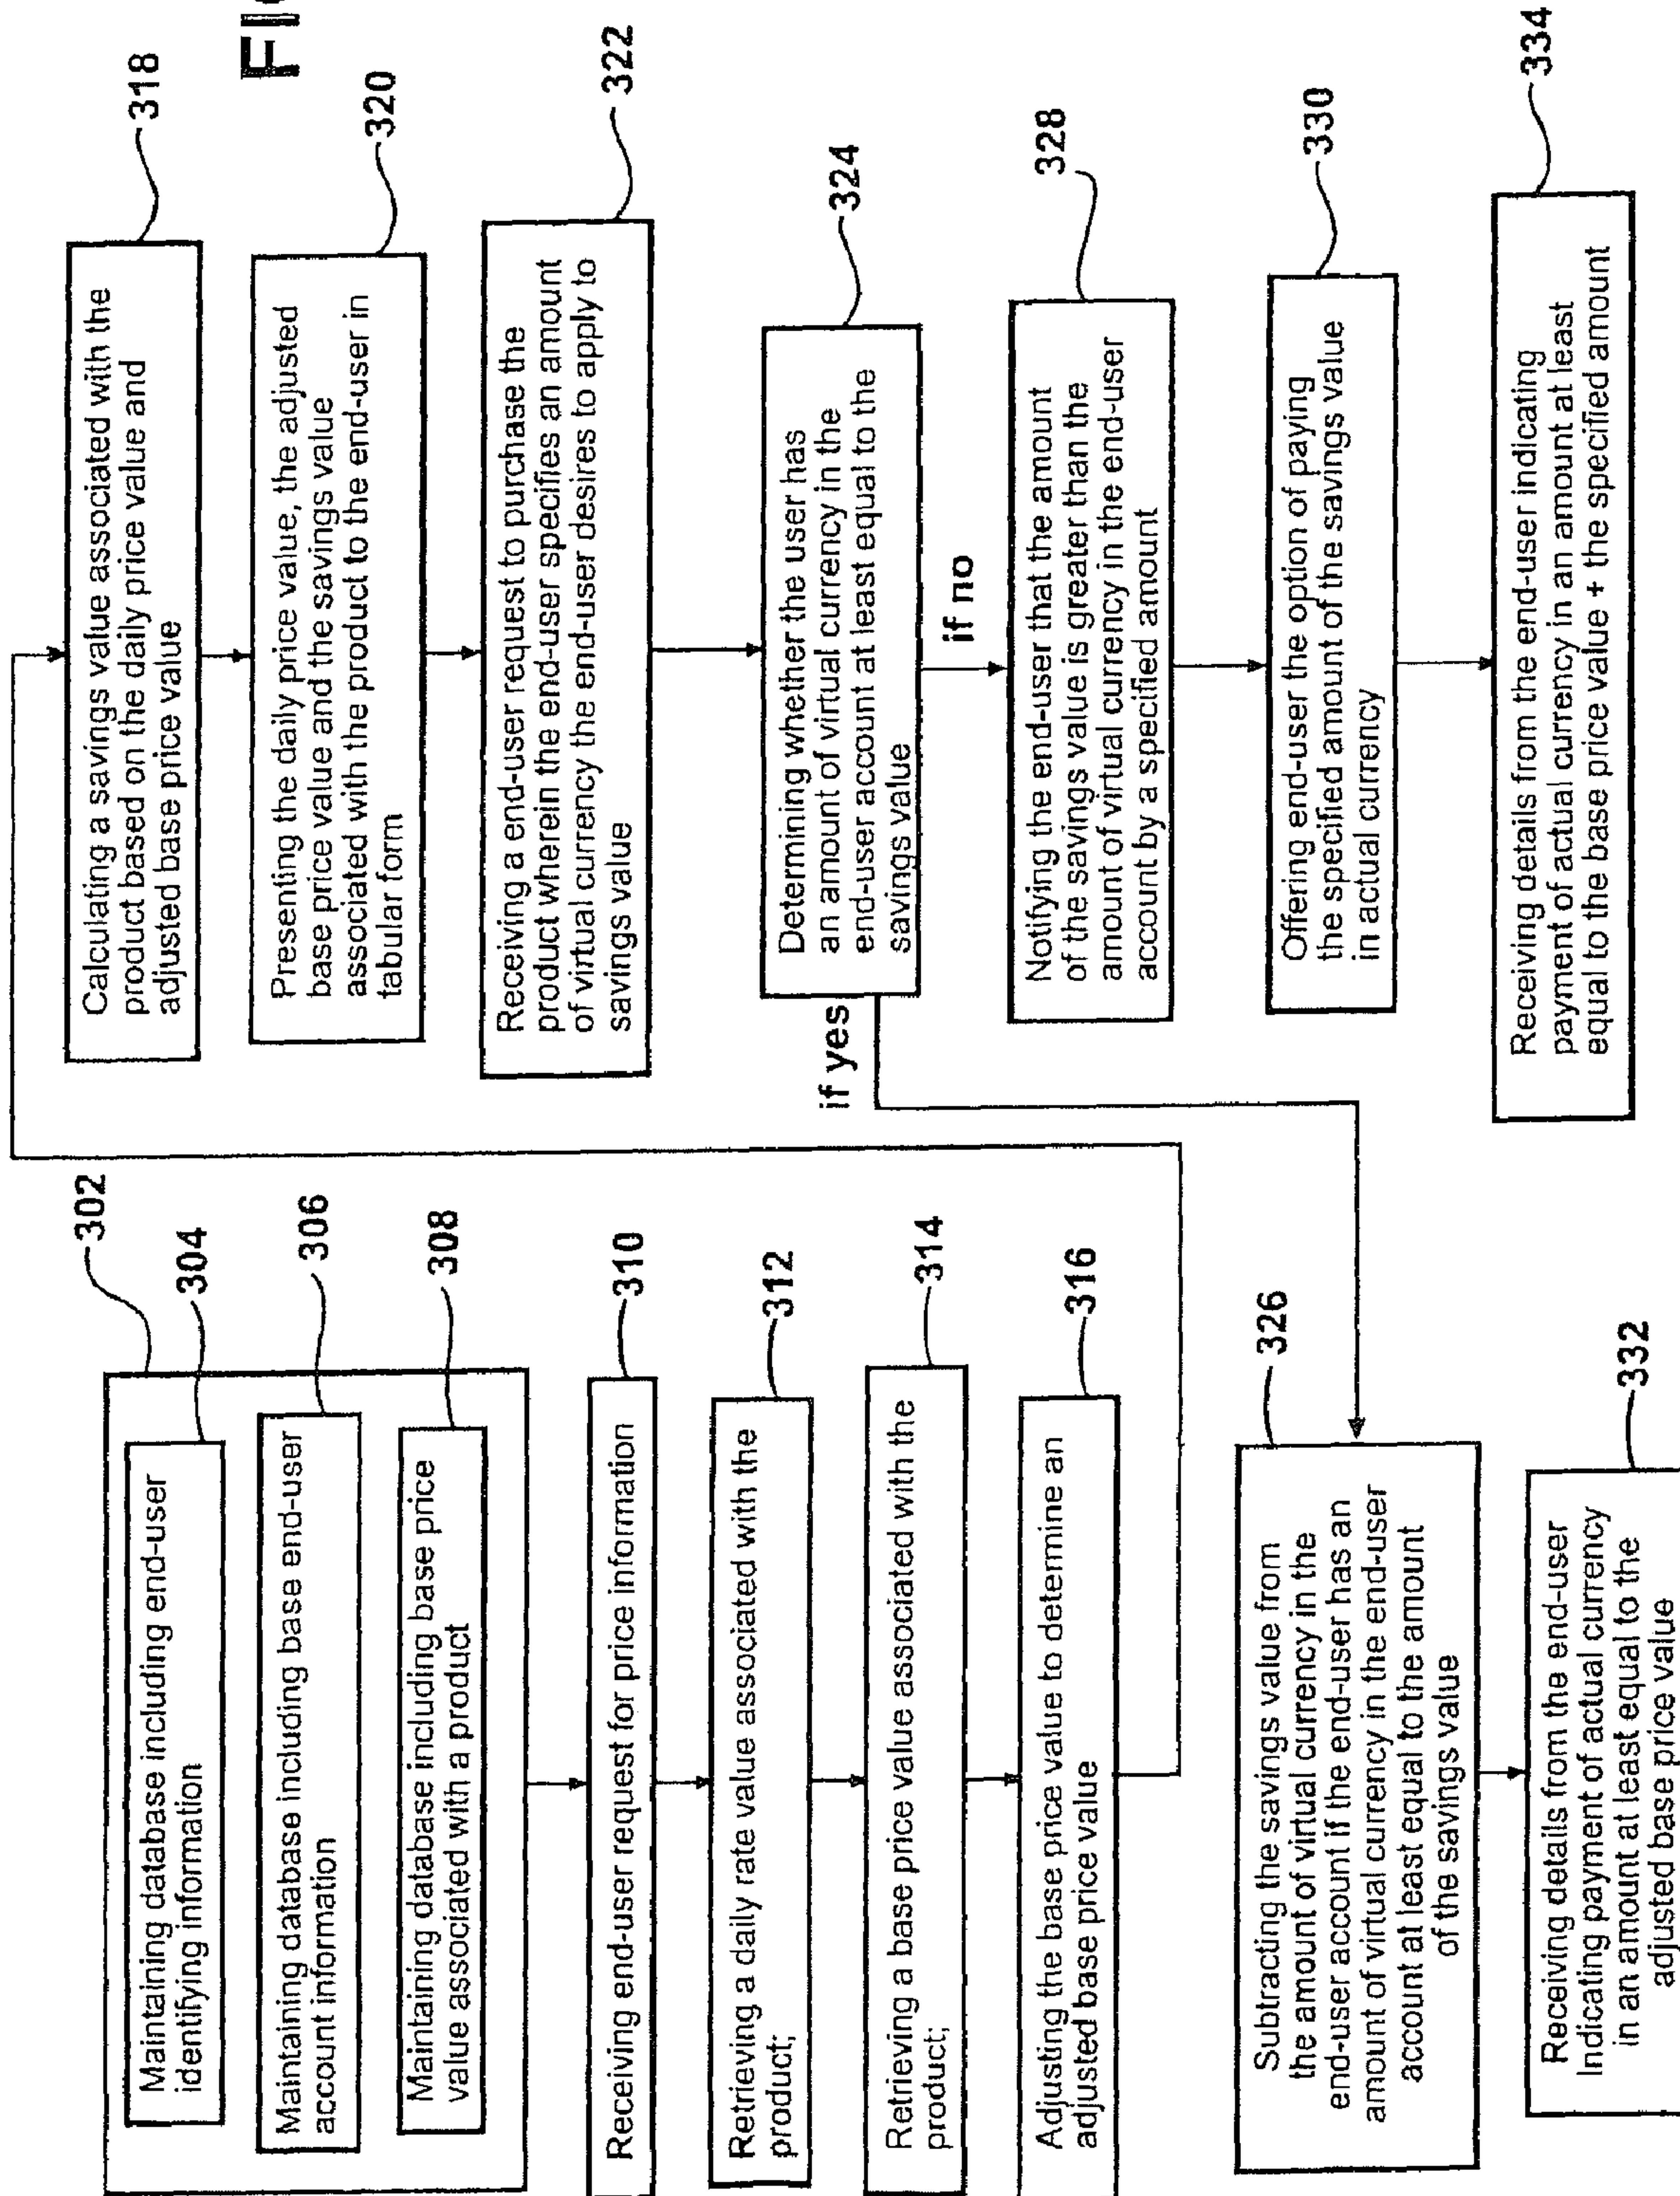 302
304
Maintaining database including end-user
identifying information
306
Maintaining database including base end-user
account information
308
Maintaining database including base price
value associated with a product
310
Receiving end-user request for price information
312
Retrieving a daily rate value associated with the
product;
314
Retrieving a base price value associated with the
product;
316
Adjusting the base price value to determine an
adjusted base price value
318
Calculating a savings value associated with the
product based on the daily price value and
adjusted base price value
320
Presenting the daily price value, the adjusted
base price value and the savings value
associated with the product to the end-user in
tabular form
322
Receiving a end-user request to purchase the
product wherein the end-user specifies an amount
of virtual currency the end-user desires to apply to
savings value
324
Determining whether the user has
an amount of virtual currency in the
end-user account at least equal to the
savings value
if yes
if no
326
Subtracting the savings value from
the amount of virtual currency in the
end-user account if the end-user has an
amount of virtual currency in the end-user
account at least equal to the amount
of the savings value
328
Notifying the end-user that the amount
of the savings value is greater than the
amount of virtual currency in the end-user
account by a specified amount
330
Offering end-user the option of paying
the specified amount of the savings value
in actual currency
332
Receiving details from the end-user
Indicating payment of actual currency
in an amount at least equal to the
adjusted base price value
334
Receiving details from the end-user indicating
payment of actual currency in an amount at least
equal to the base price value + the specified amount